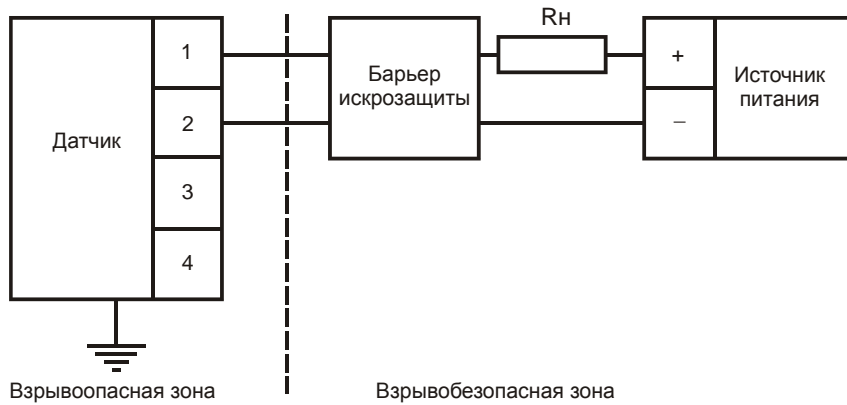 Rн
1
2
3
4
Датчик
Барьер
искрозащиты
+
−
Источник
питания
Взрывоопасная зона
Взрывобезопасная зона